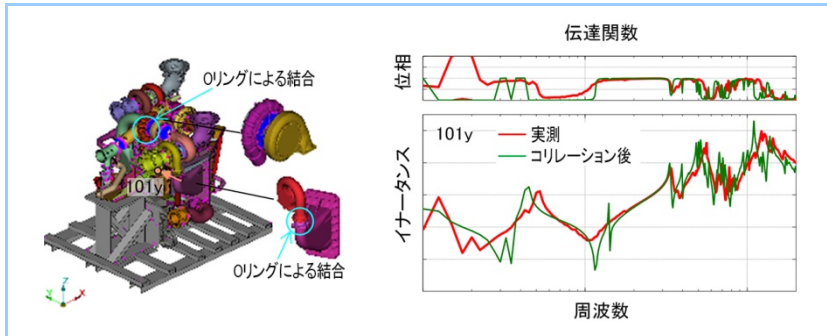 Oリングによる結合
101y
Oリングによる結合
Z
Y
X
伝達関数
位相
イナータンス
101y
実測
コリレーション後
周波数